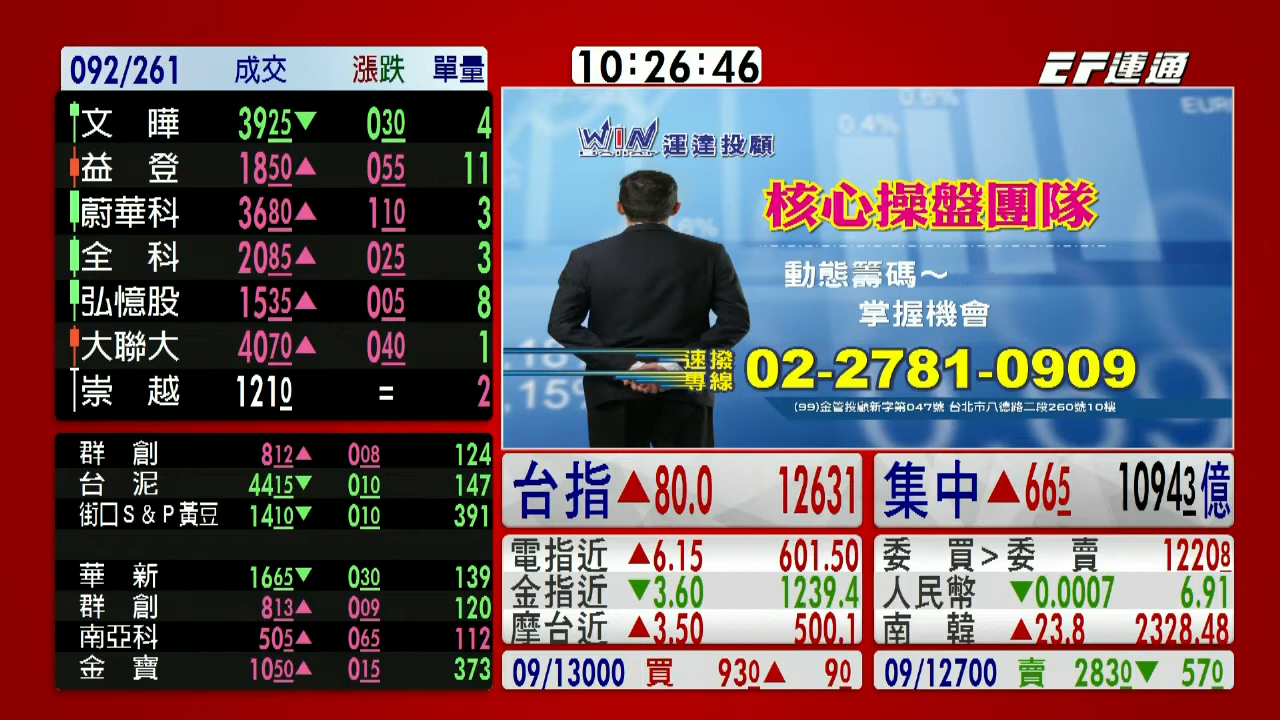 092/261 成交 漲跌 單量
文曄 3925▼ 030 4
益登 1850▲ 055 11
蔚華科 3680▲ 110 3
全科 2085▲ 025 3
弘憶股 1535▲ 005 8
大聯大 4070▲ 040 1
崇越 1210 = 2
群創 812▲ 008 124
台泥 4415▼ 010 147
街口S&P黃豆 1410▼ 010 391
華新 1665▼ 030 139
群創 813▲ 009 120
南亞科 505▲ 065 112
金寶 1050▲ 015 373
10:26:46
EF運通
0.6%
EUR
0.4%
WIN 運達投顧
核心操盤團隊
動態籌碼~
掌握機會
速撥專線 02-2781-0909
(99)金管投顧新字第047號 台北市八德路二段260號10樓
台指▲80.0 12631
電指近 ▲6.15 601.50
金指近 ▼3.60 1239.4
摩台近 ▲3.50 500.1
09/13000 買 930▲ 90
集中▲665 10943億
委買>委賣 12208
人民幣 ▼0.0007 6.91
南韓 ▲23.8 2328.48
09/12700 賣 2830▼ 570